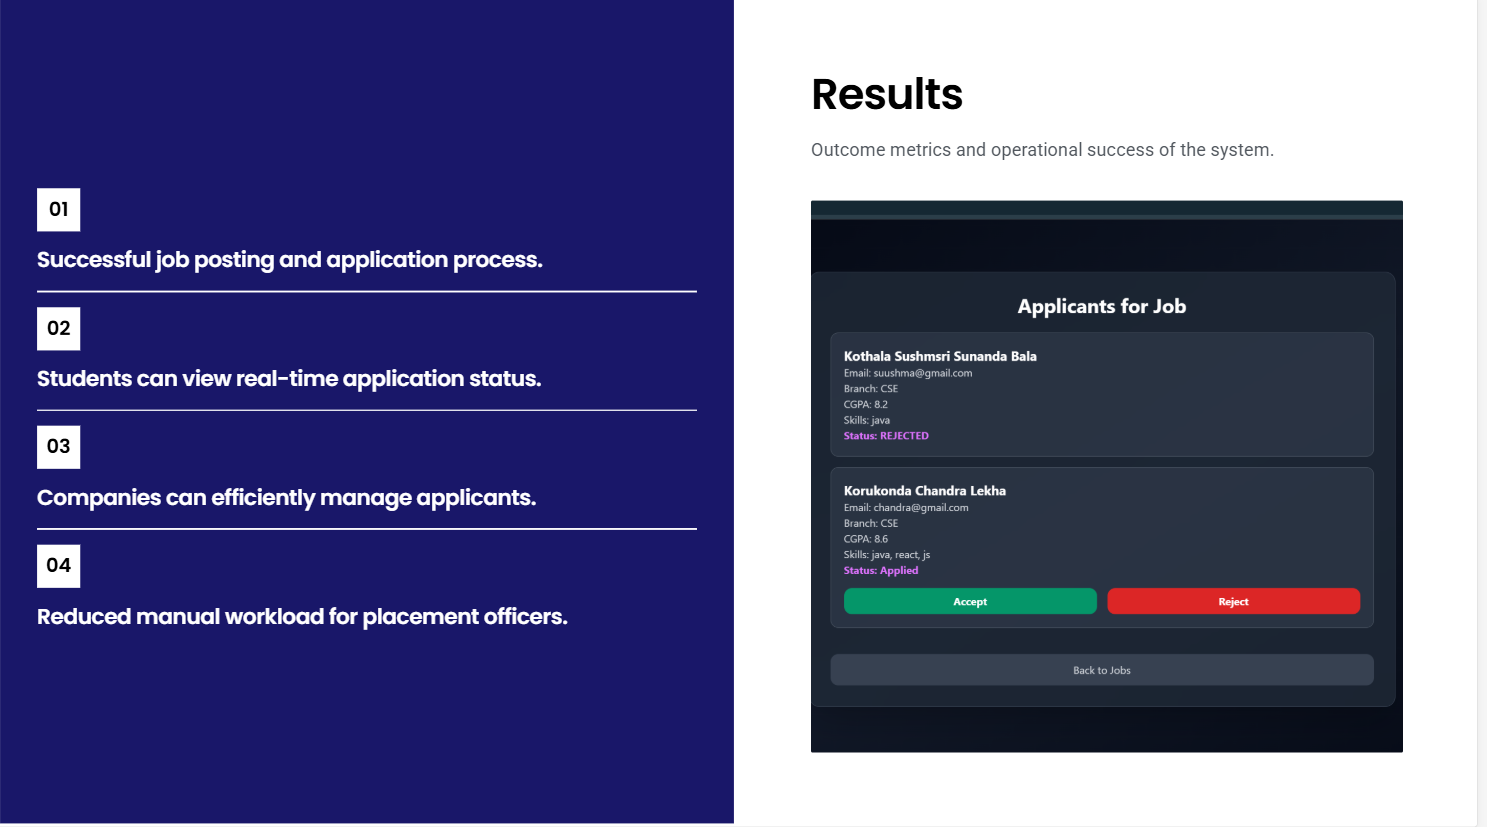 01
Successful job posting and application process.
02
Students can view real-time application status.
03
Companies can efficiently manage applicants.
04
Reduced manual workload for placement officers.
Results
Outcome metrics and operational success of the system.
Applicants for Job
Kothala Sushmsri Sunanda Bala
Email: suushma@gmail.com
Branch: CSE
CGPA: 8.2
Skills: java
Status: REJECTED
Korukonda Chandra Lekha
Email: chandra@gmail.com
Branch: CSE
CGPA: 8.6
Skills: java, react, js
Status: Applied
Accept
Reject
Back to Jobs